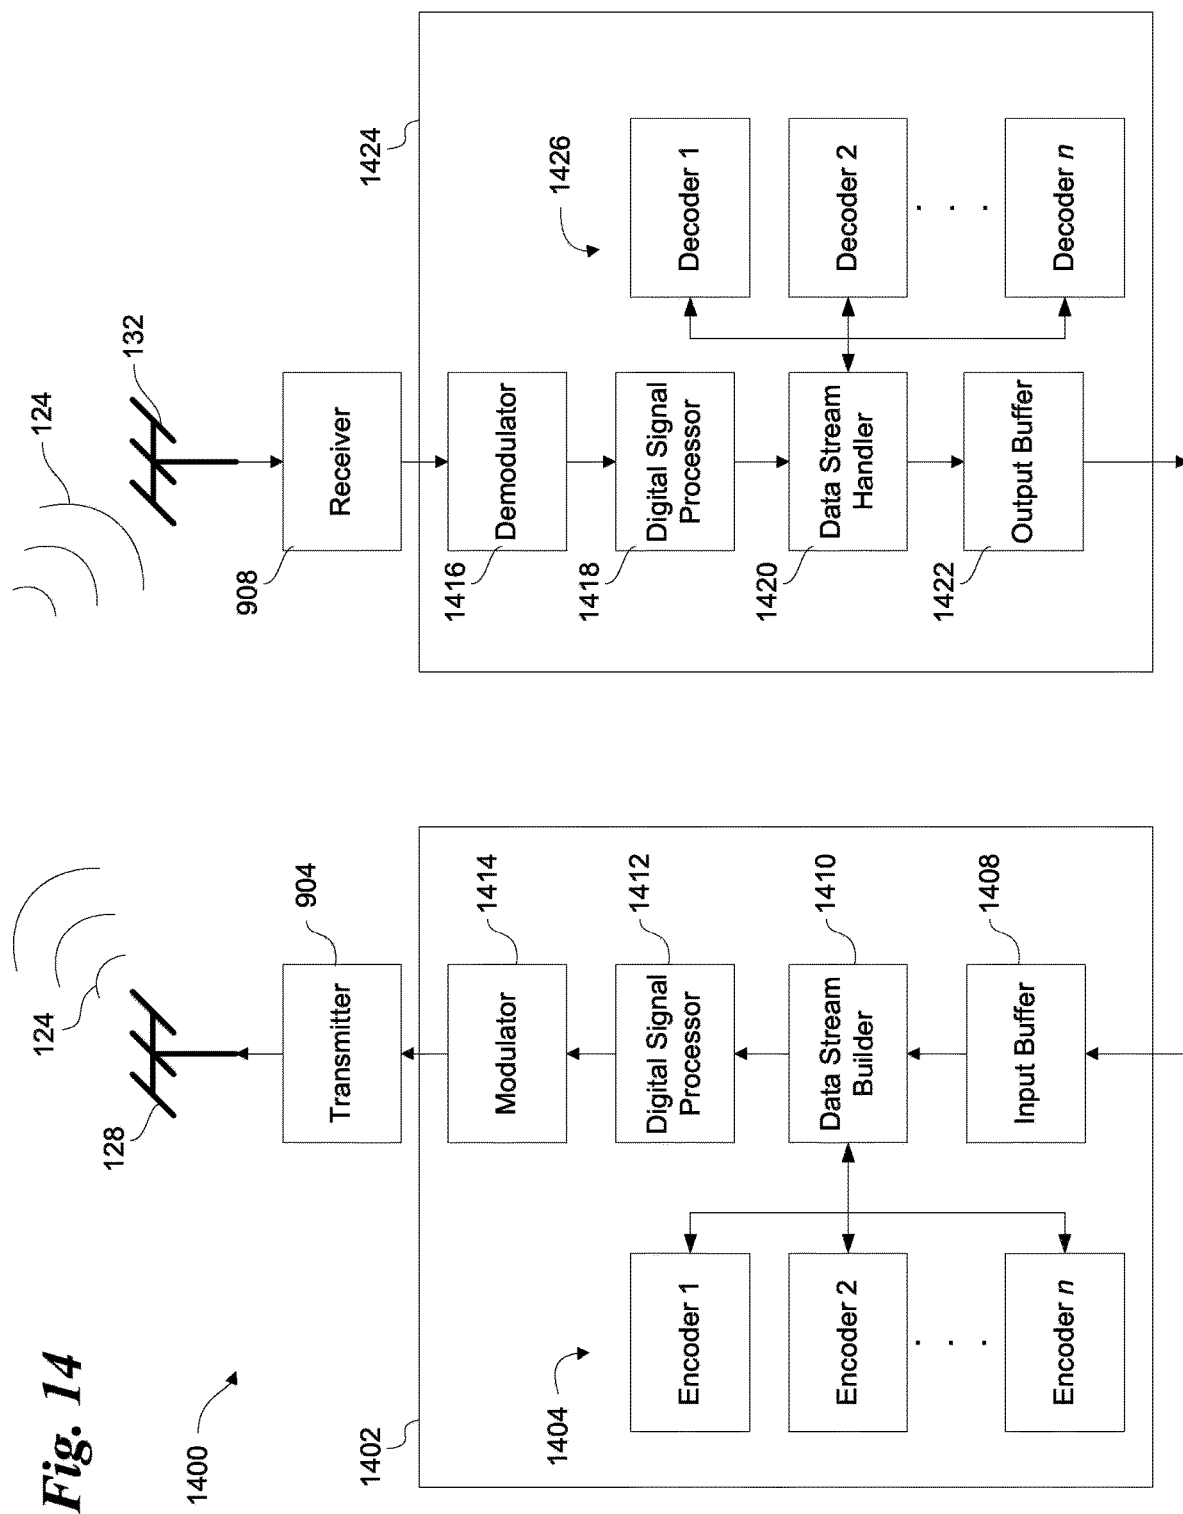 Fig. 14
1400
124
128
904
Transmitter
1402
1414
Modulator
1404
1412
Digital Signal
Processor
Encoder 1
1410
Data Stream
Builder
Encoder 2
. . .
1408
Input Buffer
Encoder n
124
132
908
Receiver
1424
1416
Demodulator
1426
1418
Digital Signal
Processor
Decoder 1
1420
Data Stream
Handler
Decoder 2
. . .
1422
Output Buffer
Decoder n